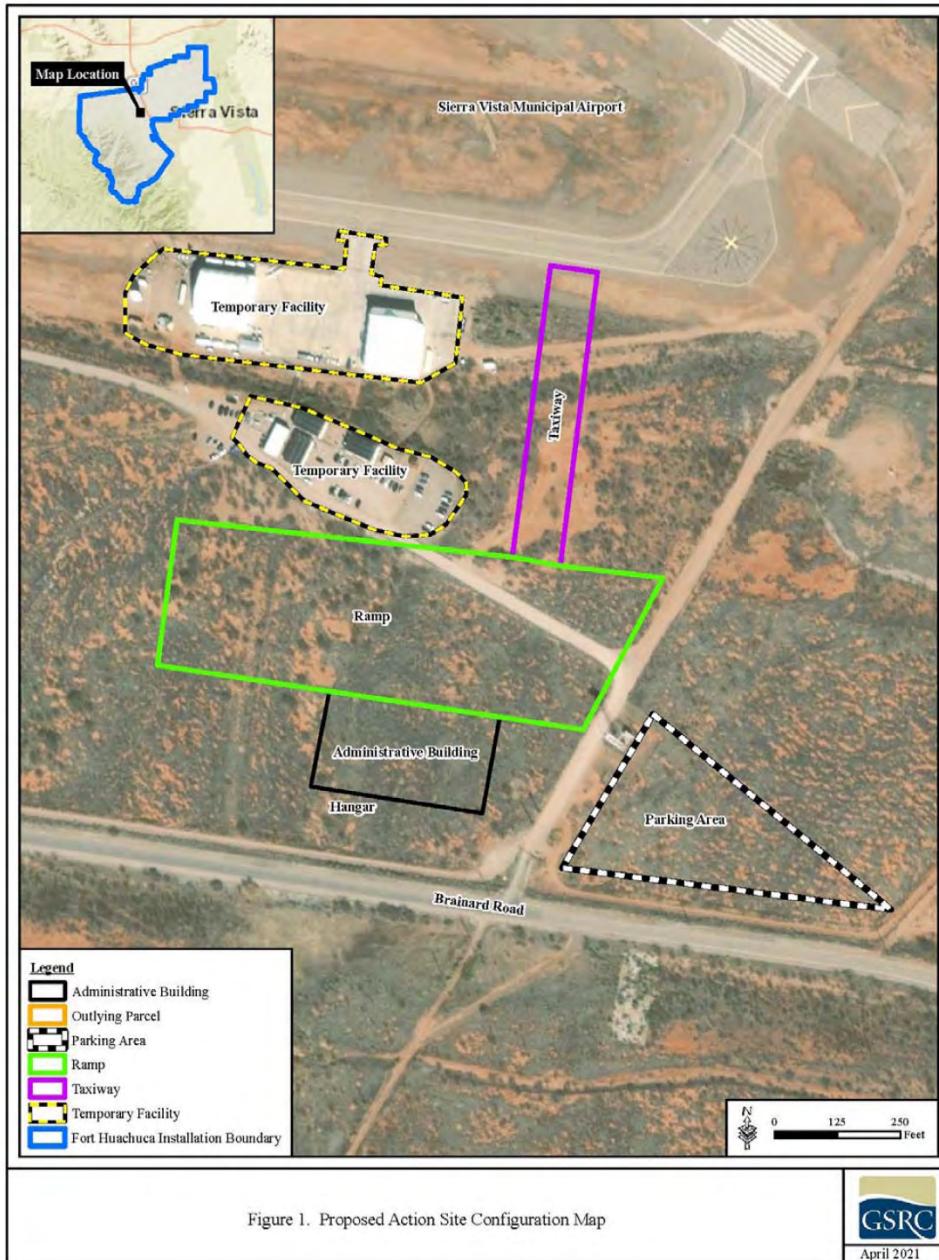 Map Location
Sierra Vista
Sierra Vista Municipal Airport
Temporary Facility
Temporary Facility
Taxiway
Ramp
Administrative Building
Hangar
Parking Area
Brainard Road
Legend
Administrative Building
Outlying Parcel
Parking Area
Ramp
Taxiway
Temporary Facility
Fort Huachuca Installation Boundary
N
0 125 250
Feet
Figure 1. Proposed Action Site Configuration Map
GSRC
April 2021